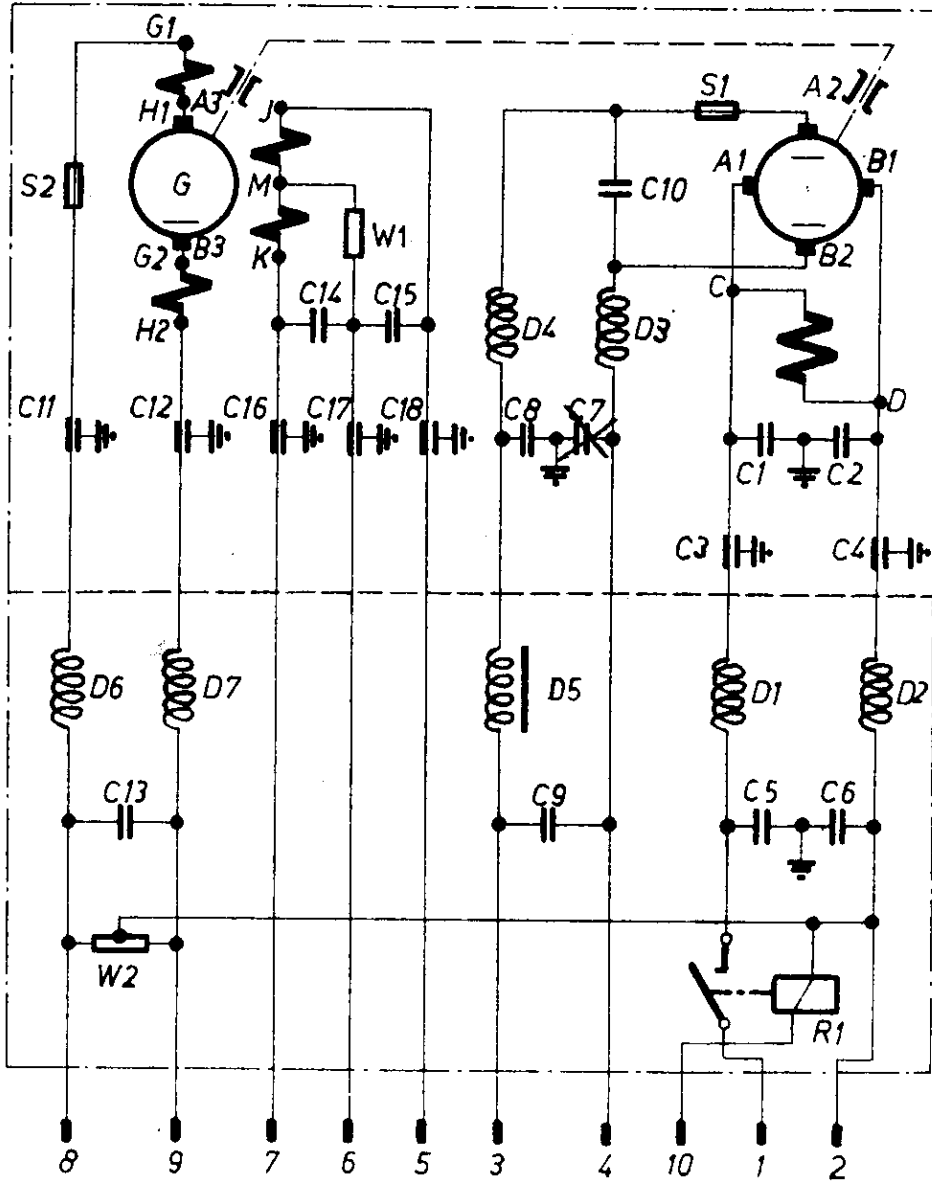 G1
S1
A2
H1 A3 J
A1 B1
S2 G M C10
W1
G2 B3 K B2
C14 C15 C
H2 D4 D3
D
C11 C12 C16 C17 C18 C8 C7
C1 C2
C3 C4
D6 D7 D5 D1 D2
C13 C9 C5 C6
W2
R1
8 9 7 6 5 3 4 10 1 2